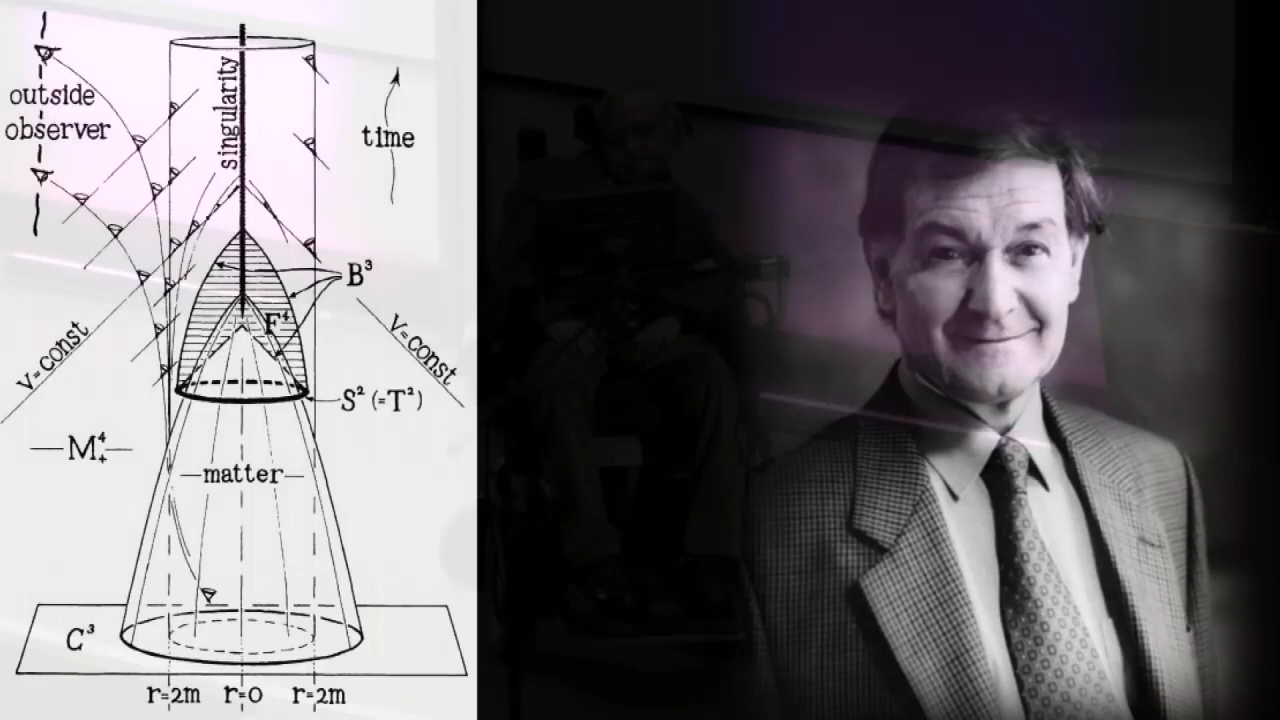 outside
observer
singularity
time
B³
F⁴
V=const
V=const
S² (=T²)
M⁴₊
matter
C³
r=2m
r=0
r=2m